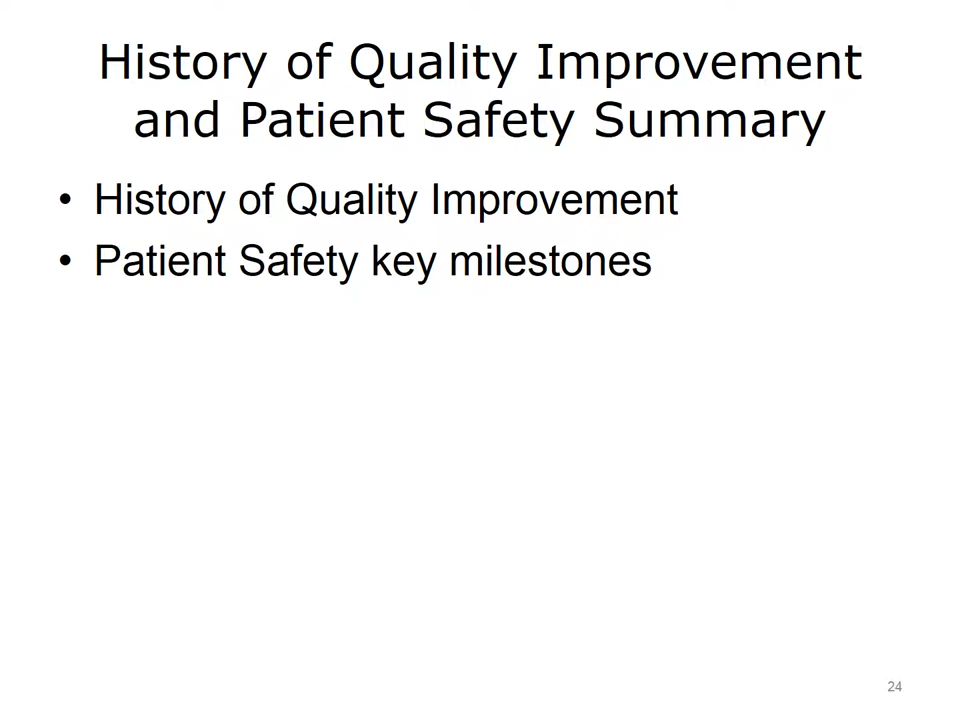 History of Quality Improvement
and Patient Safety Summary
• History of Quality Improvement
• Patient Safety key milestones
24